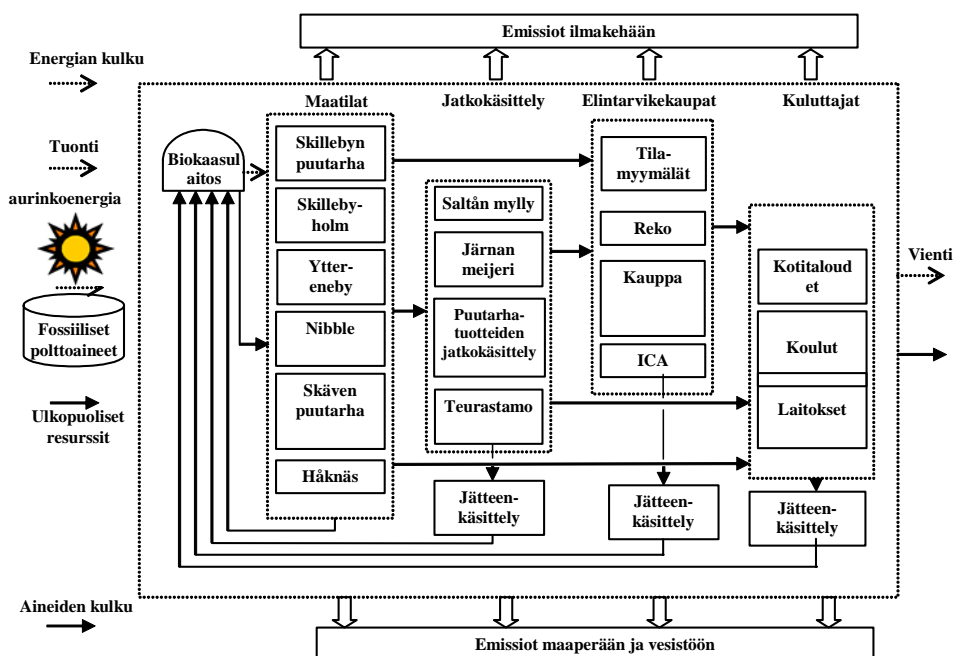 Emissiot ilmakehään
Energian kulku
Tuonti
aurinkoenergia
Fossiiliset
polttoaineet
Ulkopuoliset
resurssit
Aineiden kulku
Biokaasul
aitos
Maatilat
Skillebyn
puutarha
Skilleby-
holm
Ytter-
eneby
Nibble
Skäven
puutarha
Håknäs
Jatkokäsittely
Saltån mylly
Järnan
meijeri
Puutarha-
tuotteiden
jatkokäsittely
Teurastamo
Jätteen-
käsittely
Elintarvikekaupat
Tila-
myymälät
Reko
Kauppa
ICA
Jätteen-
käsittely
Kuluttajat
Kotitaloud
et
Koulut
Laitokset
Jätteen-
käsittely
Vienti
Emissiot maaperään ja vesistöön